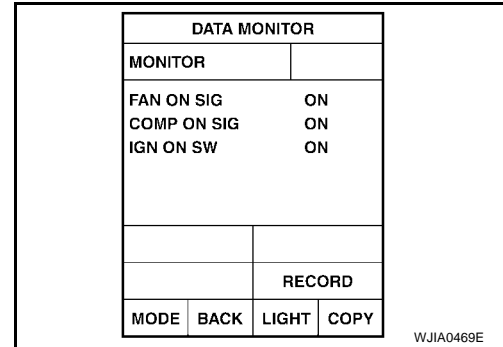 DATA MONITOR
MONITOR
FAN ON SIG ON
COMP ON SIG ON
IGN ON SW ON
RECORD
MODE BACK LIGHT COPY
WJIA0469E